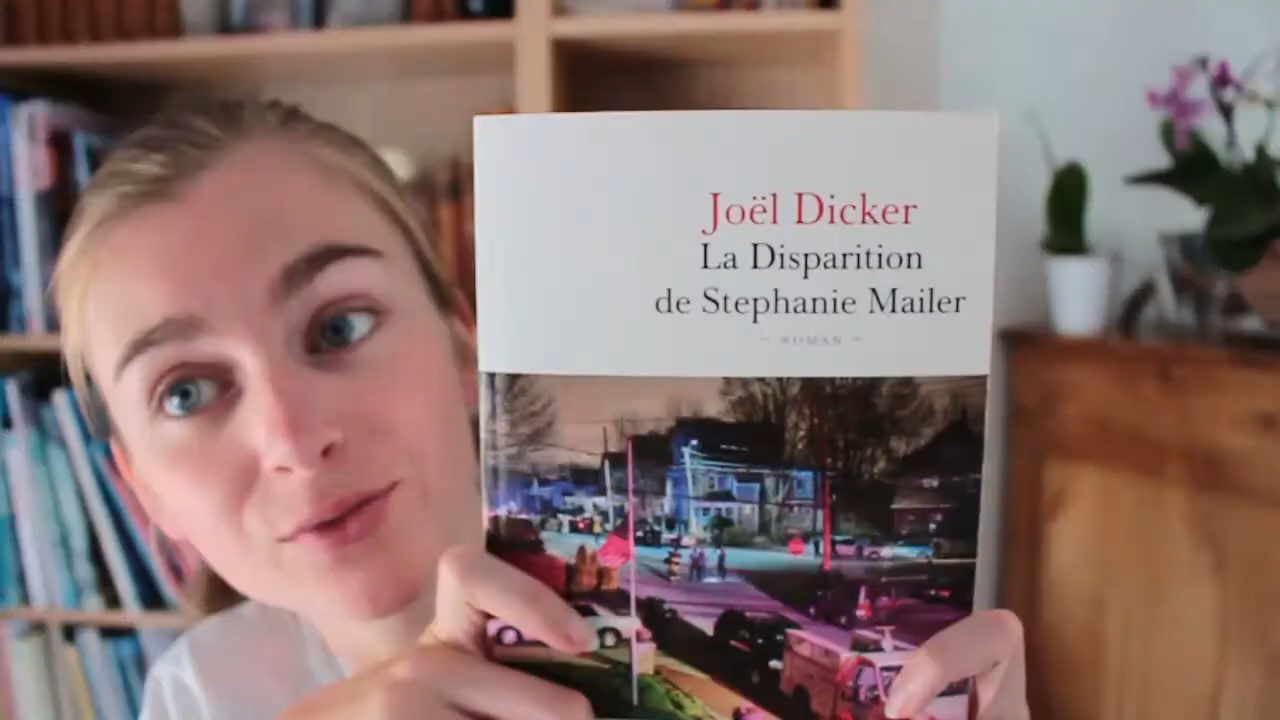 Joël Dicker
La Disparition
de Stephanie Mailer
~ ROMAN ~